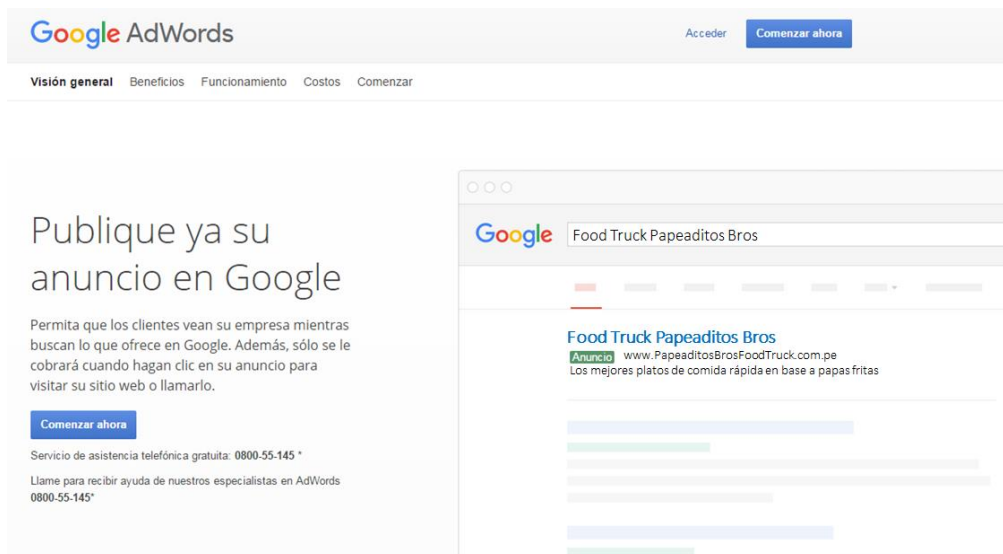 Google AdWords
Acceder
Comenzar ahora
Visión general Beneficios Funcionamiento Costos Comenzar
Publique ya su
anuncio en Google
Permita que los clientes vean su empresa mientras
buscan lo que ofrece en Google. Además, sólo se le
cobrará cuando hagan clic en su anuncio para
visitar su sitio web o llamarlo.
Comenzar ahora
Servicio de asistencia telefónica gratuita: 0800-55-145 *
Llame para recibir ayuda de nuestros especialistas en AdWords
0800-55-145*
Google
Food Truck Papeaditos Bros
Food Truck Papeaditos Bros
Anuncio www.PapeaditosBrosFoodTruck.com.pe
Los mejores platos de comida rápida en base a papas fritas